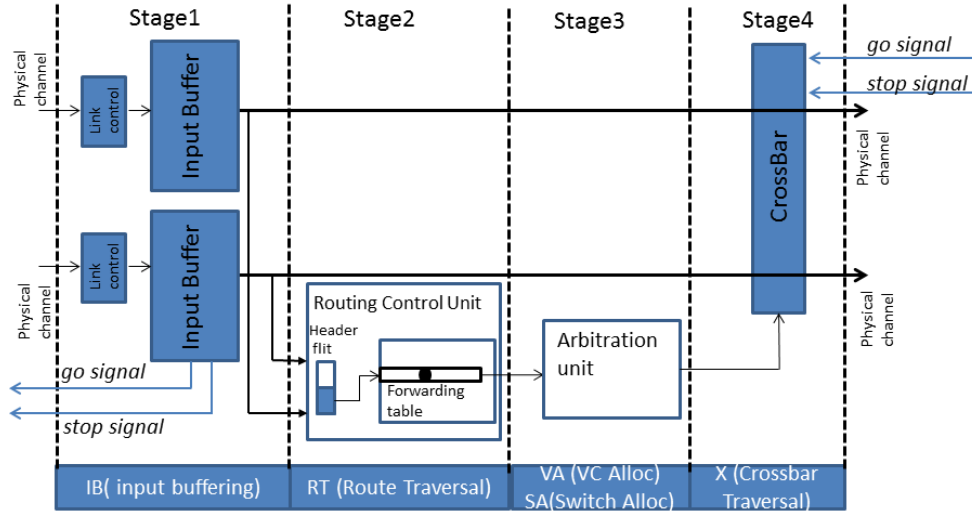 Stage1
Stage2
Stage3
Stage4
go signal
stop signal
Physical
channel
Link
control
Input Buffer
CrossBar
Physical
channel
Link
control
Input Buffer
Physical
channel
Physical
channel
Routing Control Unit
Header
flit
Forwarding
table
Arbitration
unit
go signal
stop signal
IB( input buffering)
RT (Route Traversal)
VA (VC Alloc)
SA(Switch Alloc)
X (Crossbar
Traversal)